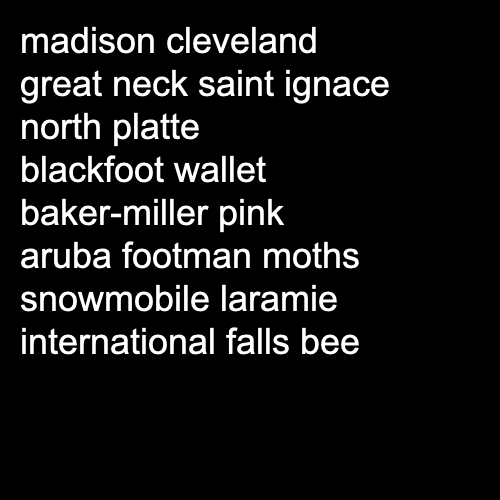 madison cleveland
great neck saint ignace
north platte
blackfoot wallet
baker-miller pink
aruba footman moths
snowmobile laramie
international falls bee